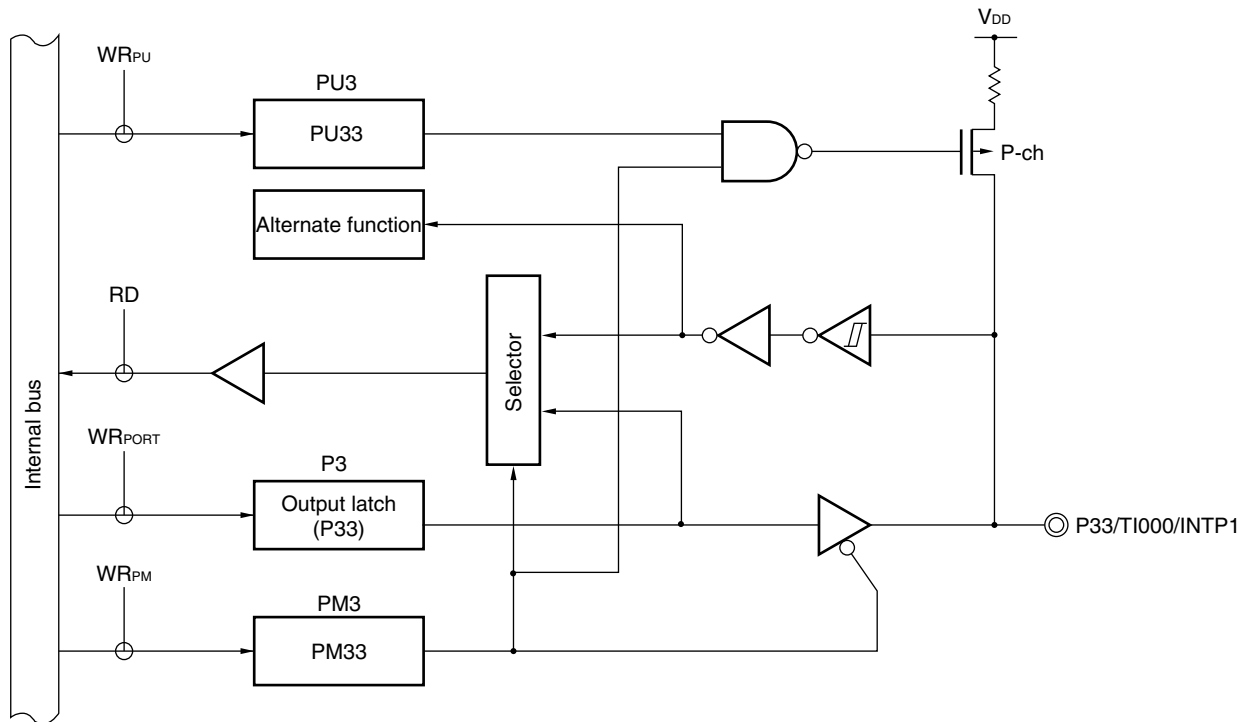 VDD
WRPU
PU3
PU33
P-ch
Alternate function
RD
Selector
Internal bus
WRPORT
P3
Output latch
(P33)
P33/TI000/INTP1
WRPM
PM3
PM33